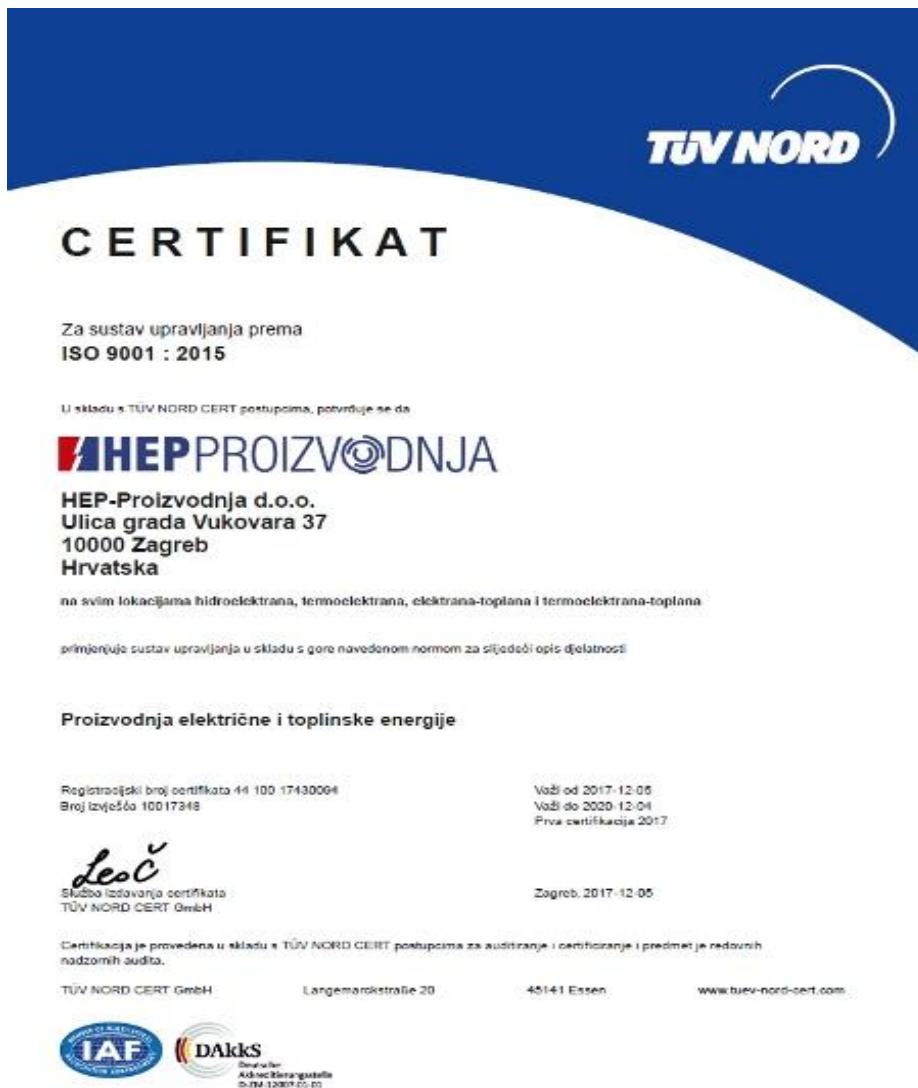 TÜV NORD
CERTIFIKAT
Za sustav upravljanja prema
ISO 9001 : 2015
U skladu s TÜV NORD CERT postupcima, potvrđuje se da
HEP PROIZVODNJA
HEP-Proizvodnja d.o.o.
Ulica grada Vukovara 37
10000 Zagreb
Hrvatska
na svim lokacijama hidroelektrana, termoelektrana, elektrana-toplana i termoelektrana-toplana
primjenjuje sustav upravljanja u skladu s gore navedenom normom za slijedeći opis djelatnosti
Proizvodnja električne i toplinske energije
Registracijski broj certifikata 44 100 17430064
Važi od 2017-12-05
Broj izvješća 10017348
Važi do 2020-12-04
Prva certifikacija 2017
Služba izdavanja certifikata
Zagreb, 2017-12-05
TÜV NORD CERT GmbH
Certifikacija je provedena u skladu s TÜV NORD CERT postupcima za auditiranje i certificiranje i predmet je redovnih
nadzornih audita.
TÜV NORD CERT GmbH Langemarckstraße 20 45141 Essen www.tuev-nord-cert.com
IAF
DAkkS
Deutsche
Akkreditierungsstelle